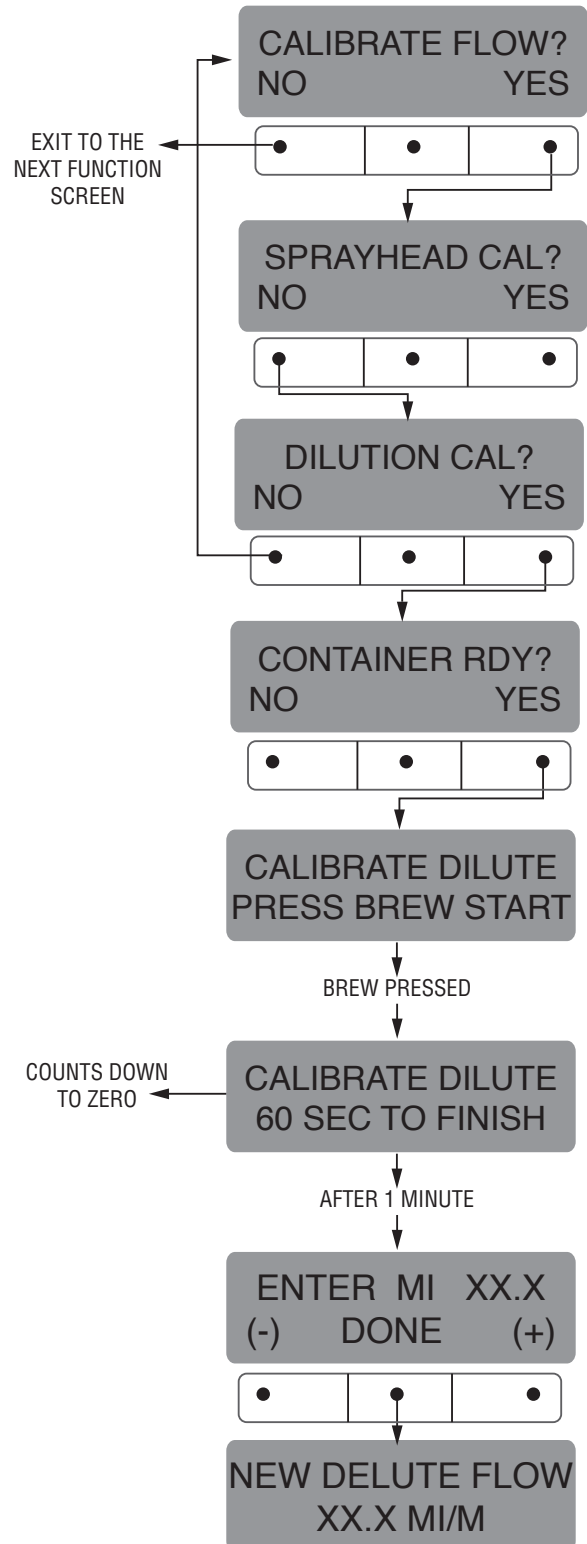 CALIBRATE FLOW?
NO YES
EXIT TO THE
NEXT FUNCTION
SCREEN
SPRAYHEAD CAL?
NO YES
DILUTION CAL?
NO YES
CONTAINER RDY?
NO YES
CALIBRATE DILUTE
PRESS BREW START
BREW PRESSED
COUNTS DOWN
TO ZERO
CALIBRATE DILUTE
60 SEC TO FINISH
AFTER 1 MINUTE
ENTER MI XX.X
(-) DONE (+)
NEW DELUTE FLOW
XX.X MI/M